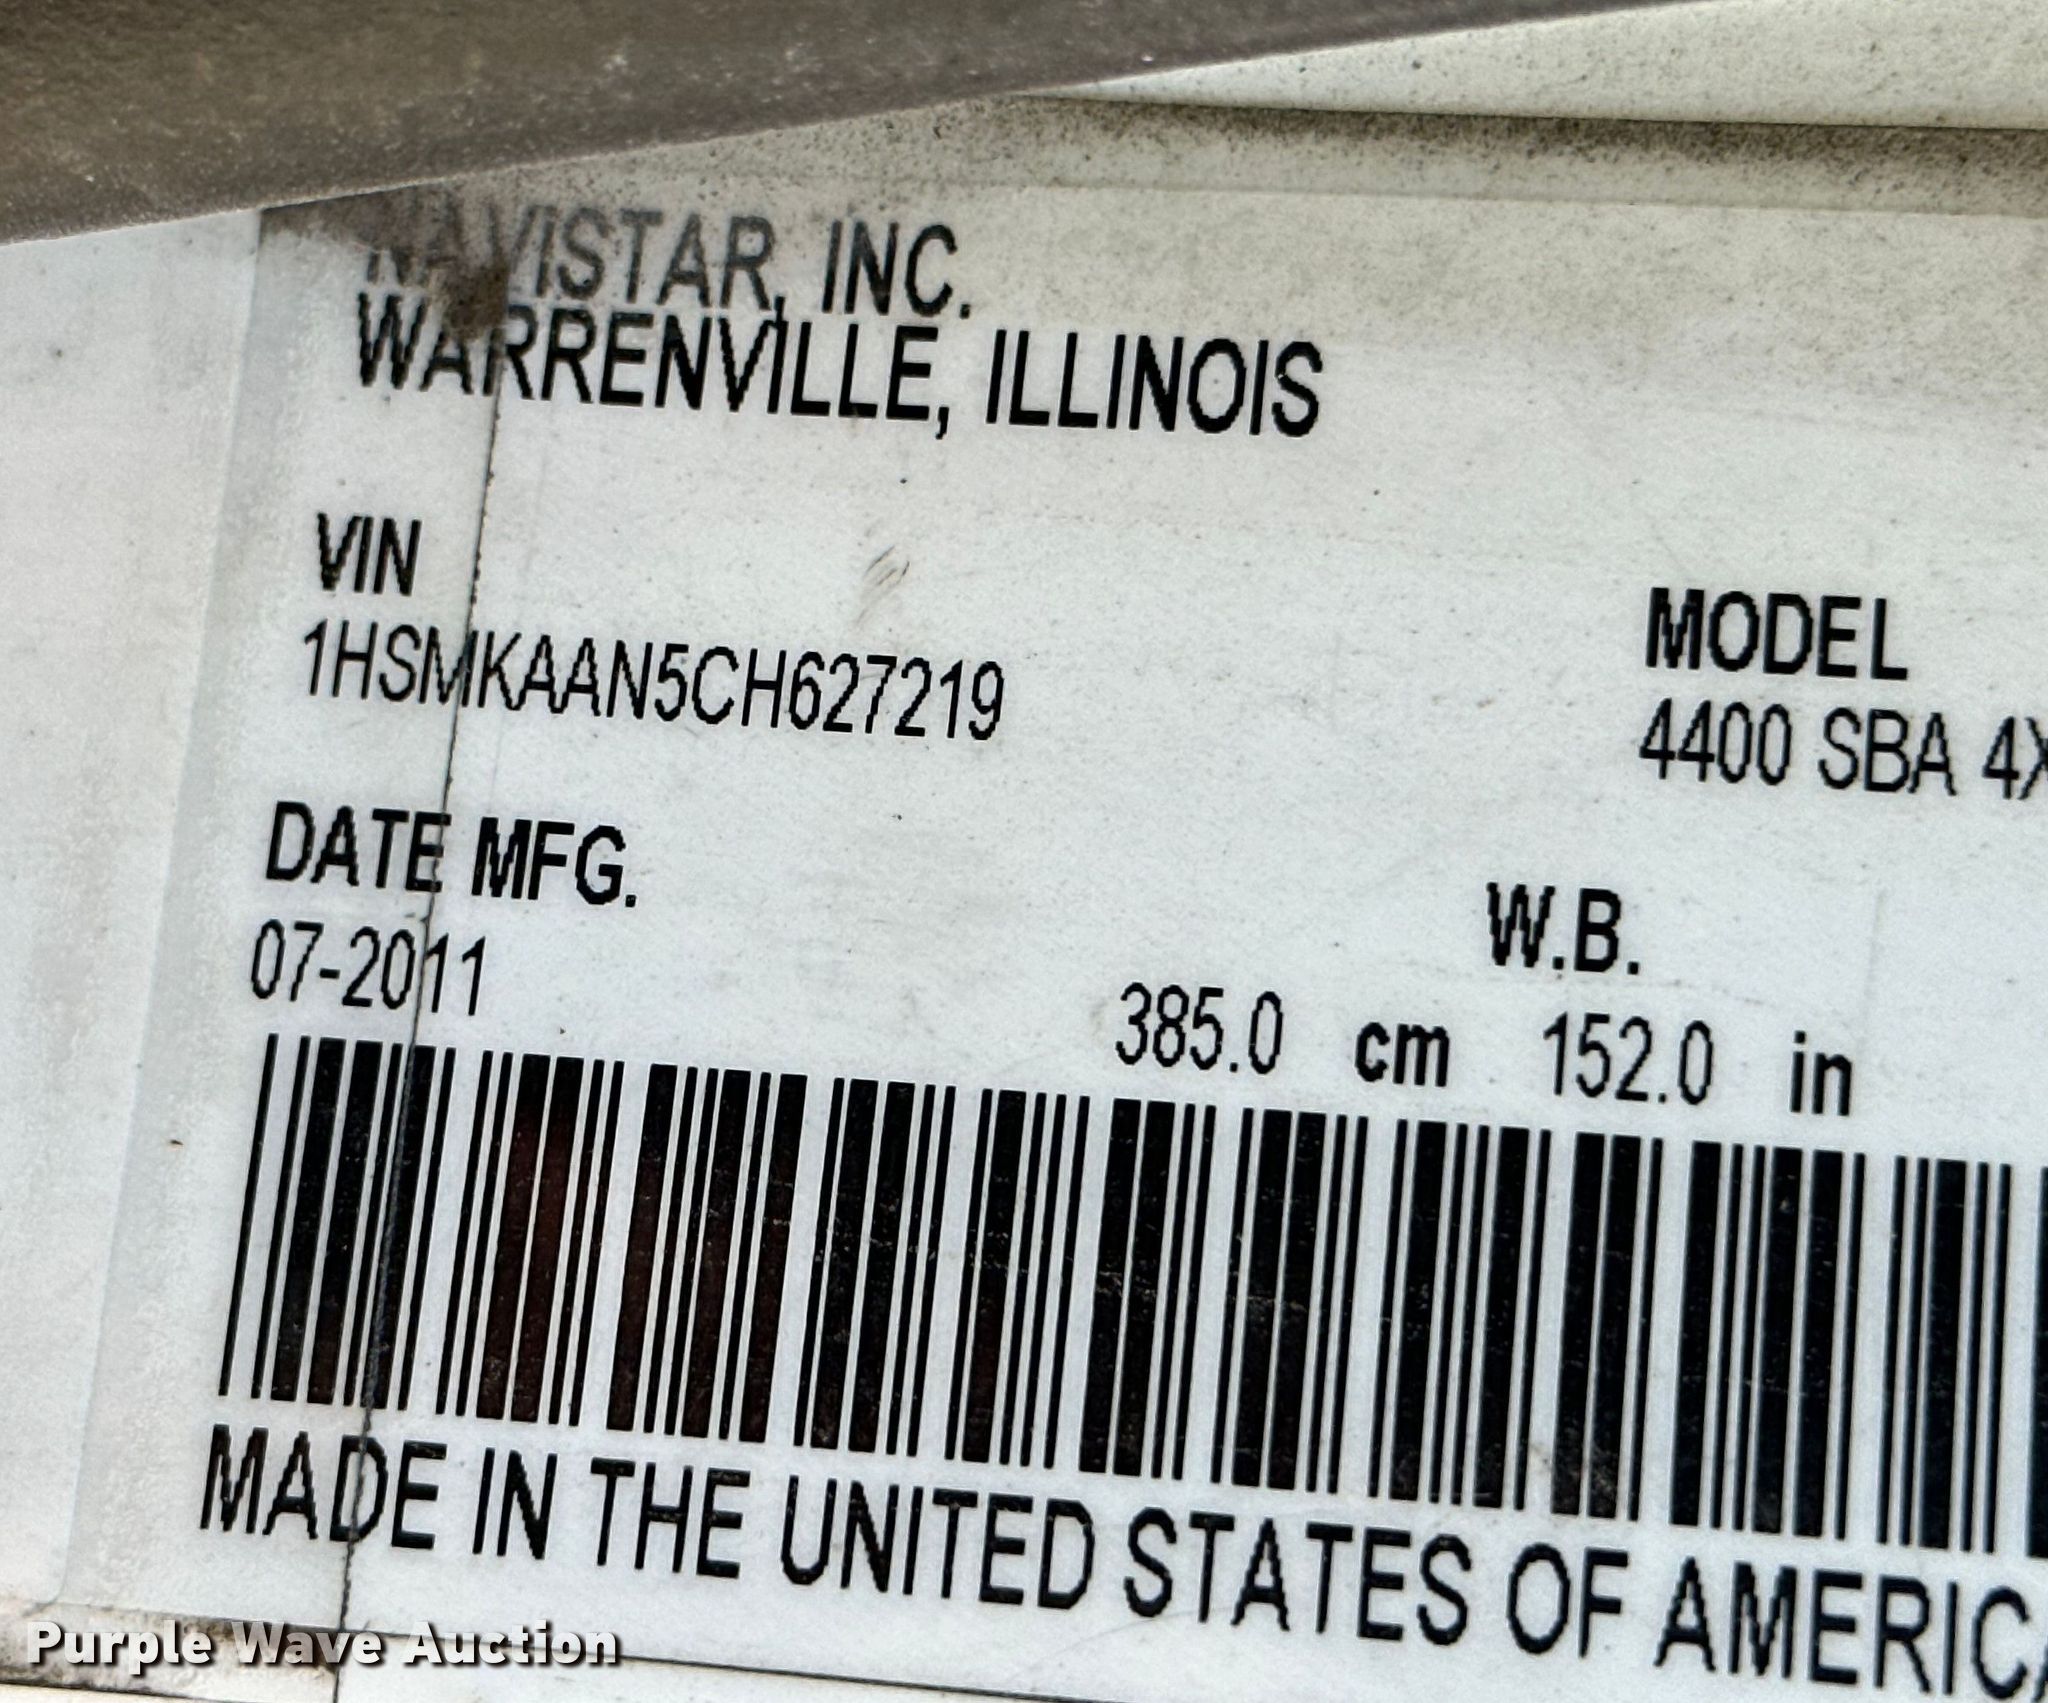 NAVISTAR, INC.
WARRENVILLE, ILLINOIS
VIN
1HSMKAAN5CH627219
MODEL
4400 SBA 4X
DATE MFG.
07-2011
W.B.
385.0 cm 152.0 in
MADE IN THE UNITED STATES OF AMERICA
Purple Wave Auction